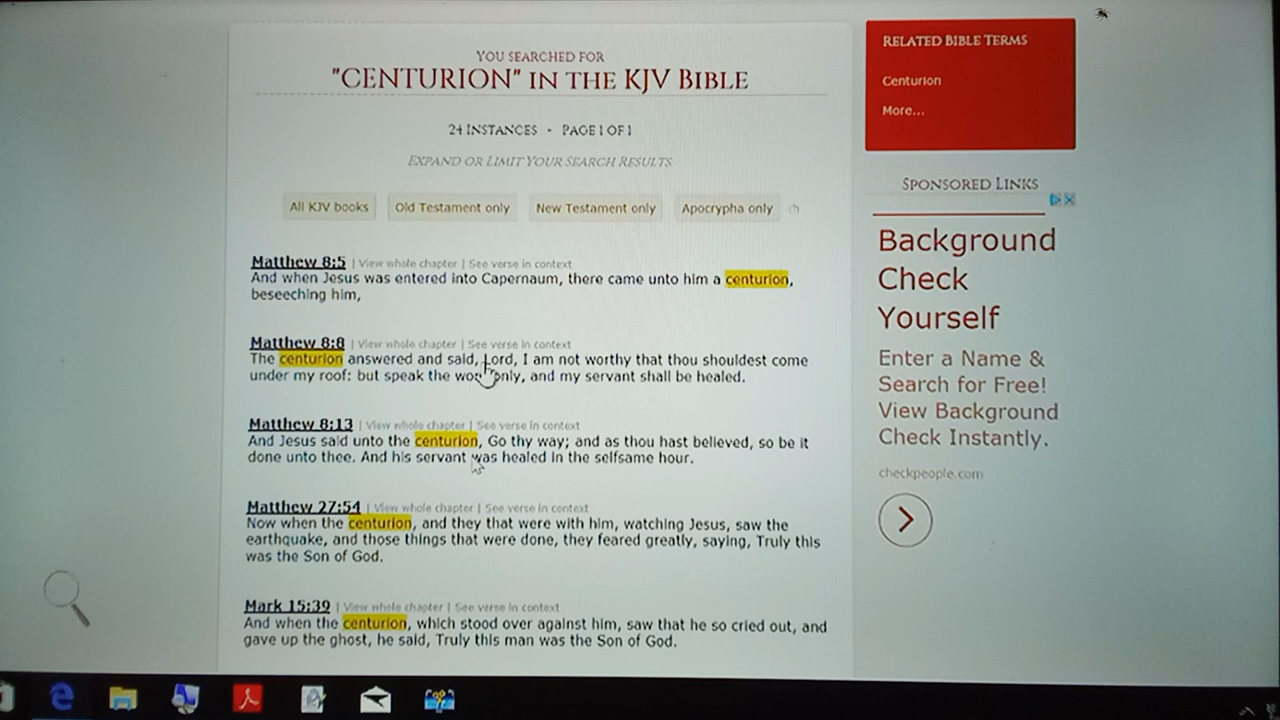 YOU SEARCHED FOR
"CENTURION" IN THE KJV BIBLE
24 INSTANCES - PAGE 1 OF 1
EXPAND OR LIMIT YOUR SEARCH RESULTS
All KJV books Old Testament only New Testament only Apocrypha only
Matthew 8:5 | View whole chapter | See verse in context
And when Jesus was entered into Capernaum, there came unto him a centurion,
beseeching him,
Matthew 8:8 | View whole chapter | See verse in context
The centurion answered and said, Lord, I am not worthy that thou shouldest come
under my roof: but speak the word only, and my servant shall be healed.
Matthew 8:13 | View whole chapter | See verse in context
And Jesus said unto the centurion, Go thy way; and as thou hast believed, so be it
done unto thee. And his servant was healed in the selfsame hour.
Matthew 27:54 | View whole chapter | See verse in context
Now when the centurion, and they that were with him, watching Jesus, saw the
earthquake, and those things that were done, they feared greatly, saying, Truly this
was the Son of God.
Mark 15:39 | View whole chapter | See verse in context
And when the centurion, which stood over against him, saw that he so cried out, and
gave up the ghost, he said, Truly this man was the Son of God.
RELATED BIBLE TERMS
Centurion
More...
SPONSORED LINKS
Background
Check
Yourself
Enter a Name &
Search for Free!
View Background
Check Instantly.
checkpeople.com